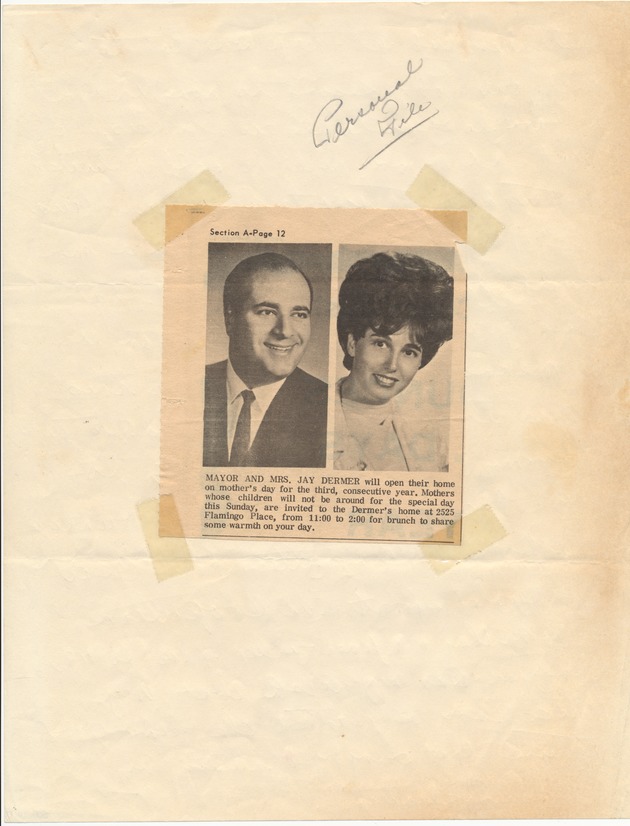 Personal
File
Section A-Page 12
MAYOR AND MRS. JAY DERMER will open their home
on mother's day for the third, consecutive year. Mothers
whose children will not be around for the special day
this Sunday, are invited to the Dermer's home at 2525
Flamingo Place, from 11:00 to 2:00 for brunch to share
some warmth on your day.